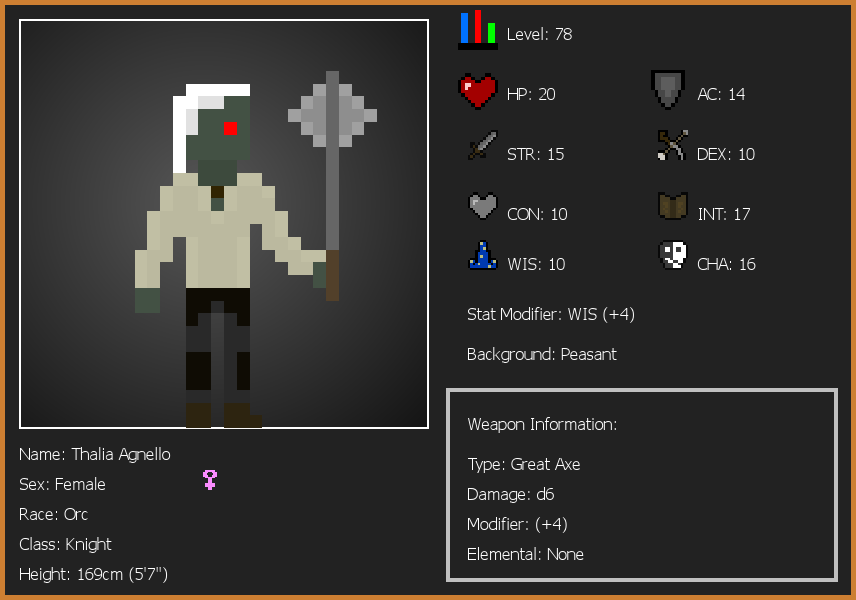 Level: 78
HP: 20
AC: 14
STR: 15
DEX: 10
CON: 10
INT: 17
WIS: 10
CHA: 16
Stat Modifier: WIS (+4)
Background: Peasant
Weapon Information:
Type: Great Axe
Damage: d6
Modifier: (+4)
Elemental: None
Name: Thalia Agnello
Sex: Female
Race: Orc
Class: Knight
Height: 169cm (5'7")